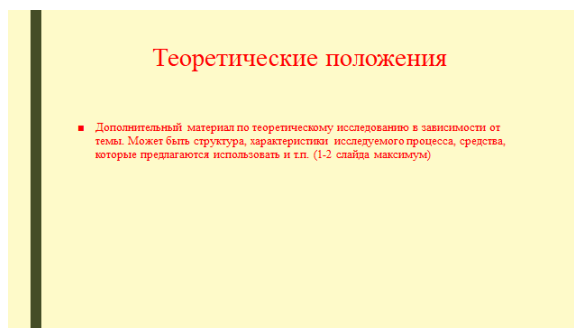 Теоретические положения
Дополнительный материал по теоретическому исследованию в зависимости от
темы. Может быть структура, характеристики исследуемого процесса, средства,
которые предлагаются использовать и т.п. (1-2 слайда максимум)